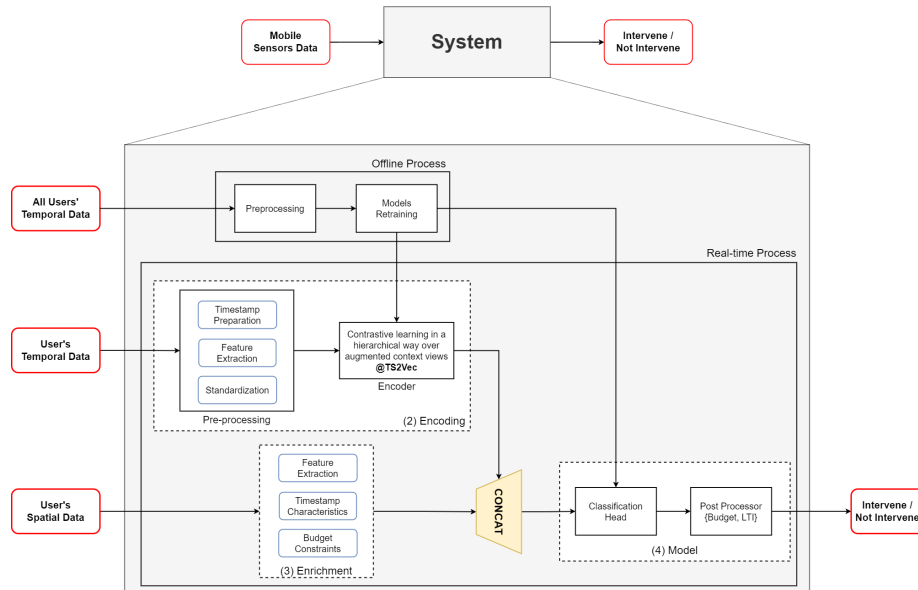 Mobile
Sensors Data
System
Intervene /
Not Intervene
Offline Process
All Users'
Temporal Data
Preprocessing
Models
Retraining
Real-time Process
Timestamp
Preparation
User's
Temporal Data
Feature
Extraction
Standardization
Pre-processing
Contrastive learning in a
hierarchical way over
augmented context views
@TS2Vec
Encoder
(2) Encoding
User's
Spatial Data
Feature
Extraction
Timestamp
Characteristics
Budget
Constraints
(3) Enrichment
CONCAT
Classification
Head
Post Processor
{Budget, LTI}
(4) Model
Intervene /
Not Intervene